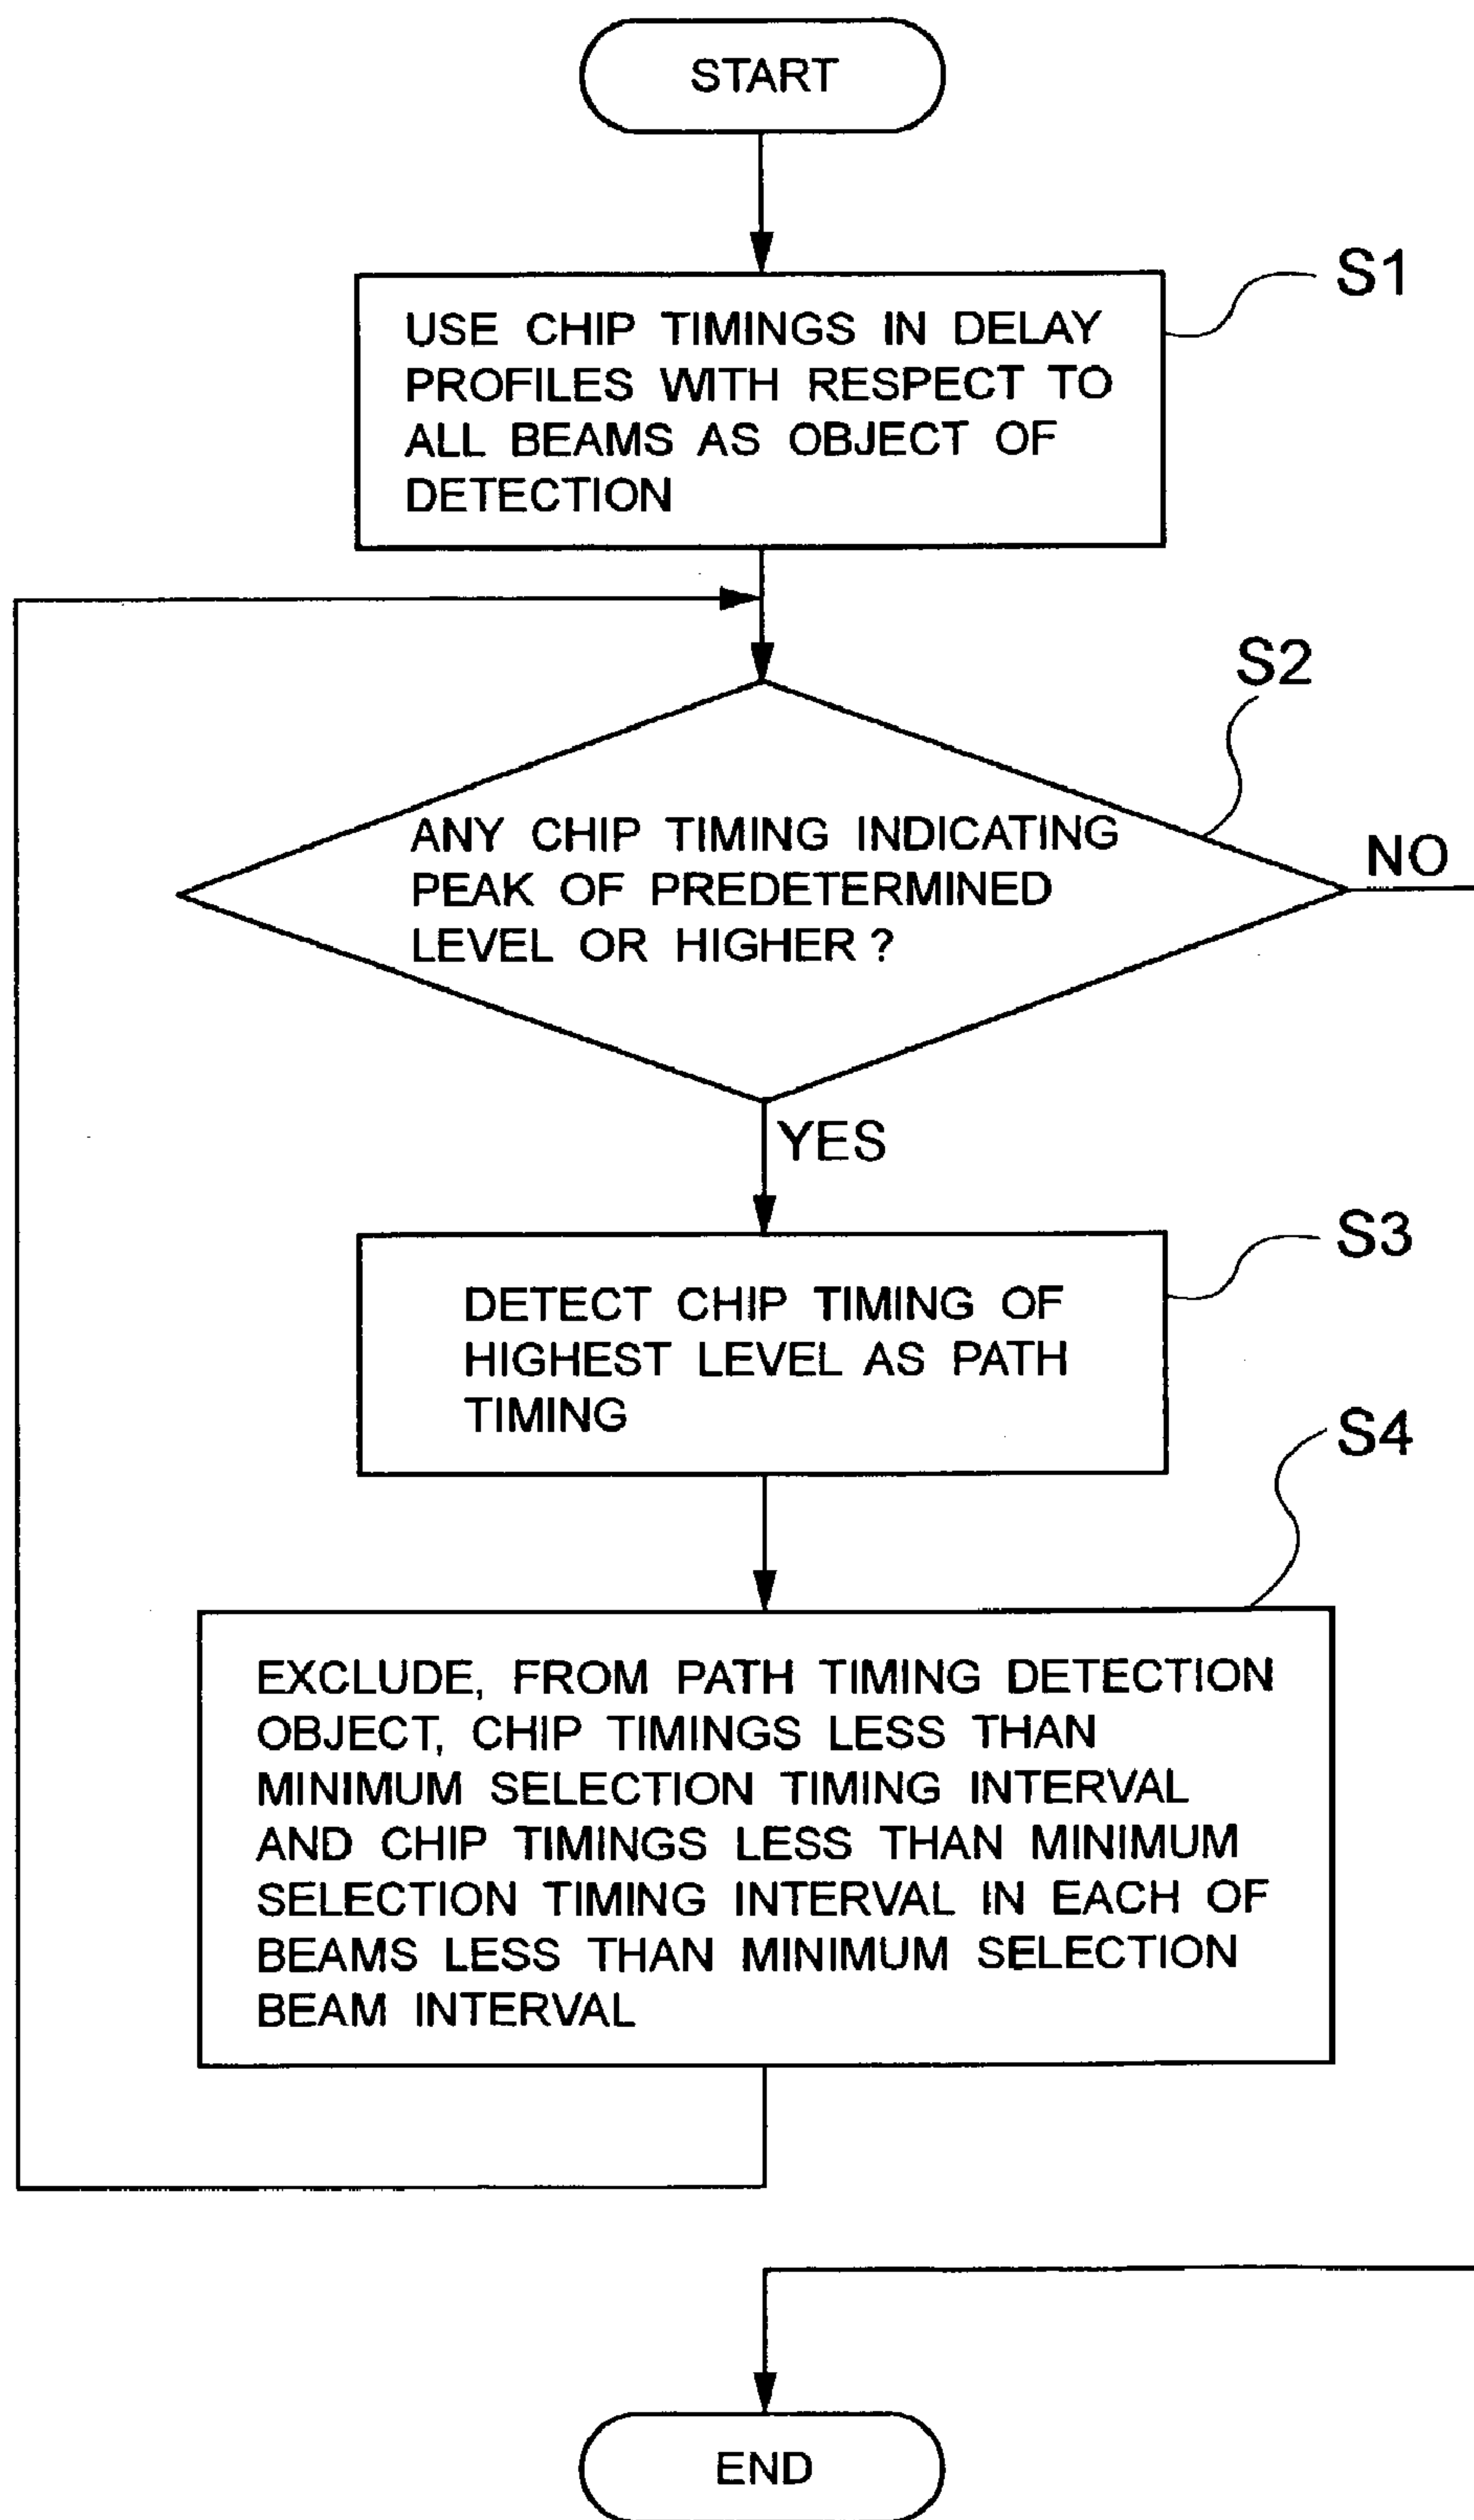 START
S1
USE CHIP TIMINGS IN DELAY
PROFILES WITH RESPECT TO
ALL BEAMS AS OBJECT OF
DETECTION
S2
ANY CHIP TIMING INDICATING
PEAK OF PREDETERMINED
LEVEL OR HIGHER ?
NO
YES
S3
DETECT CHIP TIMING OF
HIGHEST LEVEL AS PATH
TIMING
S4
EXCLUDE, FROM PATH TIMING DETECTION
OBJECT, CHIP TIMINGS LESS THAN
MINIMUM SELECTION TIMING INTERVAL
AND CHIP TIMINGS LESS THAN MINIMUM
SELECTION TIMING INTERVAL IN EACH OF
BEAMS LESS THAN MINIMUM SELECTION
BEAM INTERVAL
END